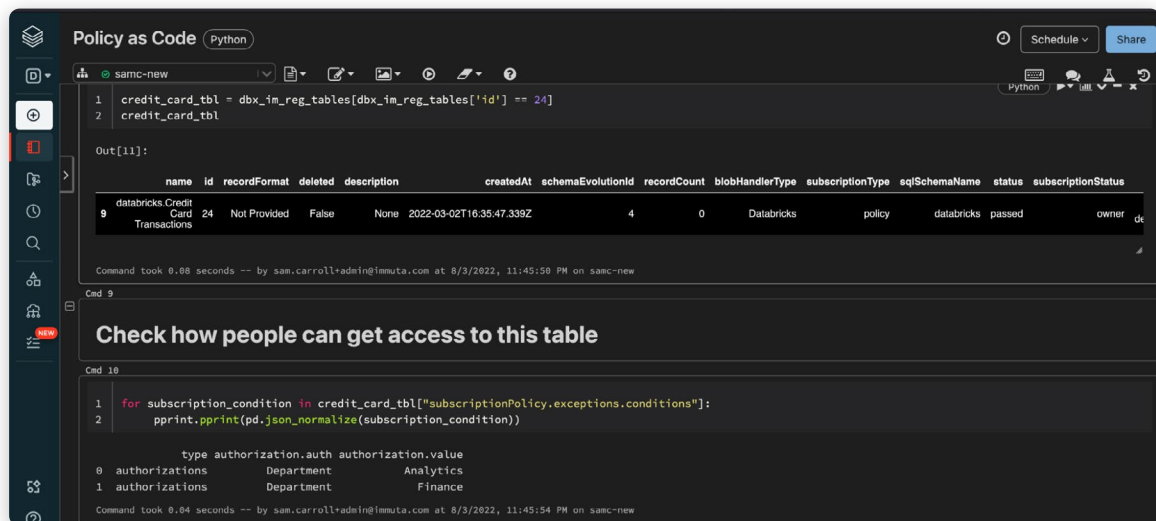 Policy as Code Python
Schedule Share
D samc-new
Python
1 credit_card_tbl = dbx_im_reg_tables[dbx_im_reg_tables['id'] == 24]
2 credit_card_tbl
Out[11]:
name id recordFormat deleted description createdAt schemaEvolutionId recordCount blobHandlerType subscriptionType sqlSchemaName status subscriptionStatus
9 databricks.Credit Card Transactions 24 Not Provided False None 2022-03-02T16:35:47.339Z 4 0 Databricks policy databricks passed owner de
Command took 0.08 seconds -- by sam.carroll+admin@immuta.com at 8/3/2022, 11:45:50 PM on samc-new
Cmd 9
NEW
Check how people can get access to this table
Cmd 10
1 for subscription_condition in credit_card_tbl["subscriptionPolicy.exceptions.conditions"]:
2 pprint.pprint(pd.json_normalize(subscription_condition))
type authorization.auth authorization.value
0 authorizations Department Analytics
1 authorizations Department Finance
Command took 0.04 seconds -- by sam.carroll+admin@immuta.com at 8/3/2022, 11:45:54 PM on samc-new